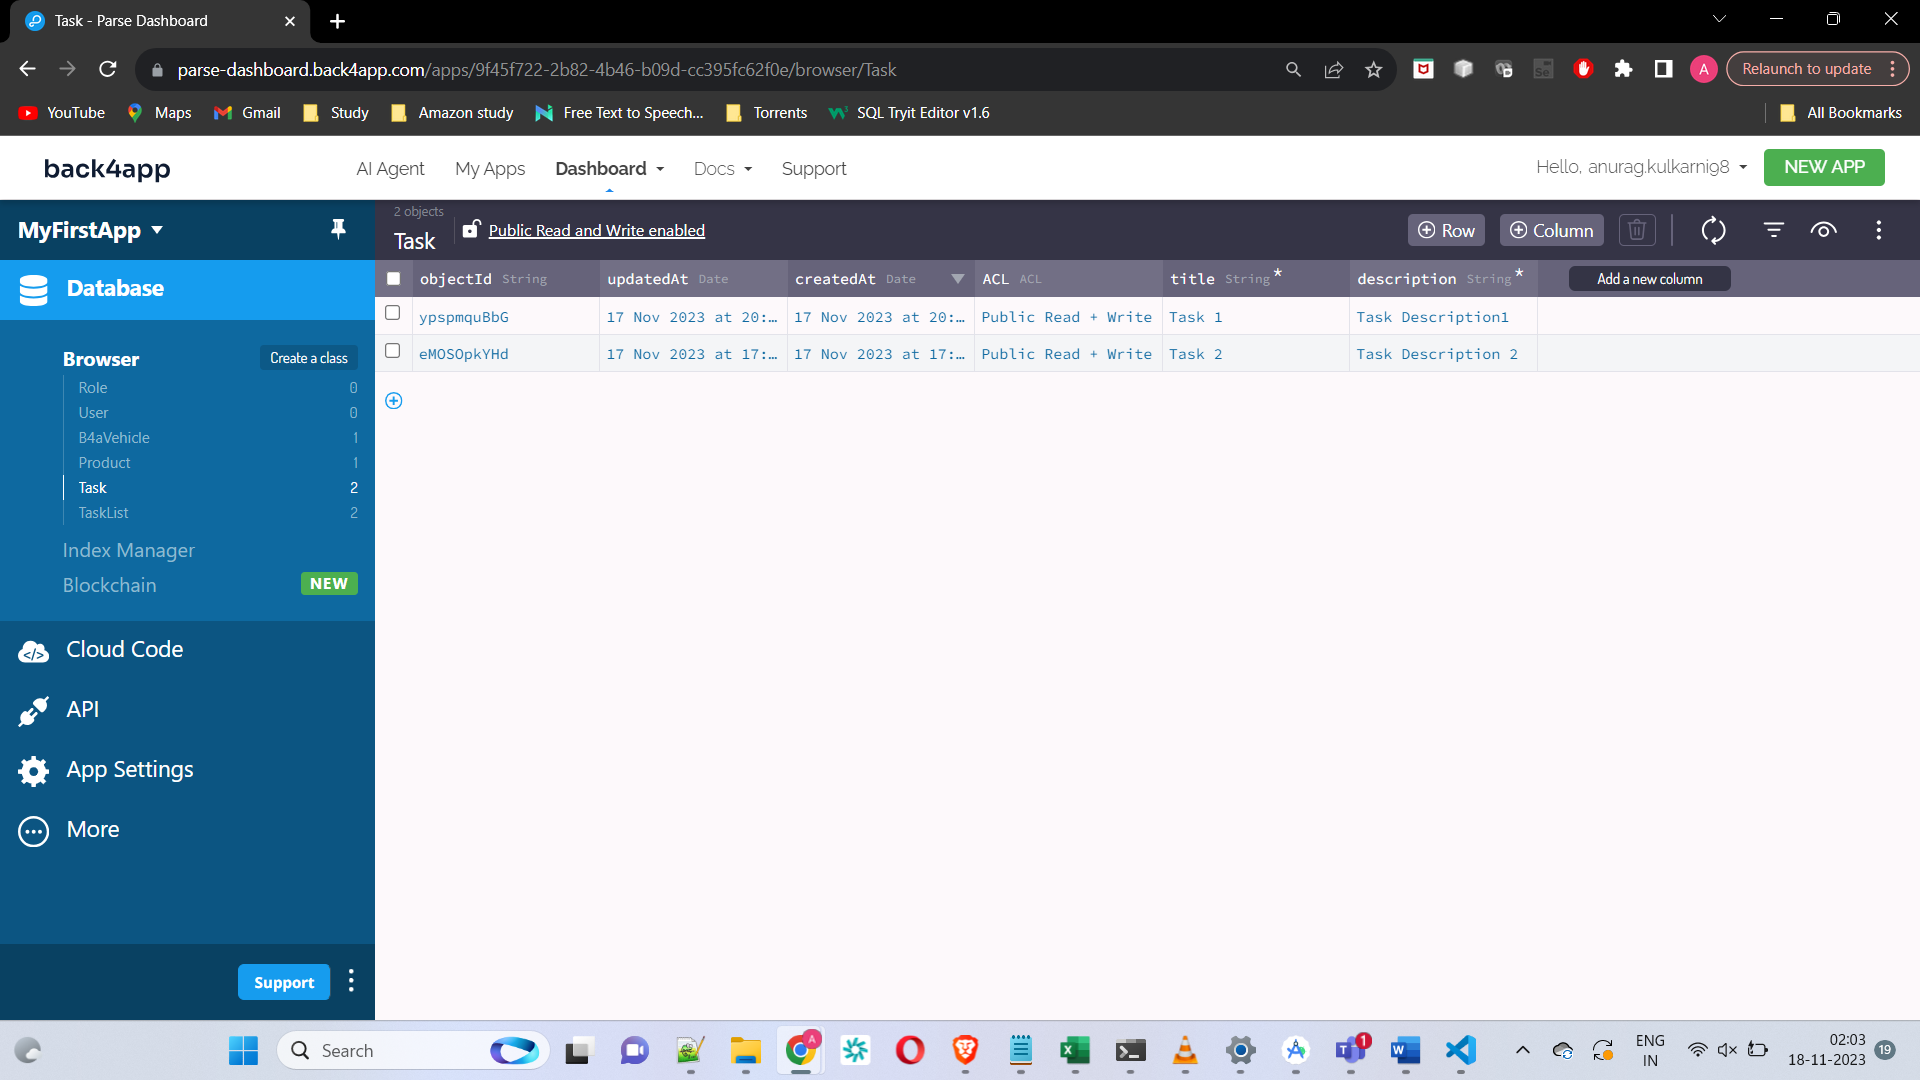 Task - Parse Dashboard
parse-dashboard.back4app.com/apps/9f45f722-2b82-4b46-b09d-cc395fc62f0e/browser/Task
A
Relaunch to update
YouTube Maps Gmail Study Amazon study Free Text to Speech... Torrents SQL Tryit Editor v1.6 All Bookmarks
back4app AI Agent My Apps Dashboard Docs Support Hello, anurag.kulkarni98 NEW APP
MyFirstApp
2 objects
Task Public Read and Write enabled
Row Column
Database
Browser Create a class
Role 0
User 0
B4aVehicle 1
Product 1
Task 2
TaskList 2
Index Manager
Blockchain NEW
Cloud Code
API
App Settings
More
Support
objectId String updatedAt Date createdAt Date ACL ACL title String * description String * Add a new column
ypspmquBbG 17 Nov 2023 at 20:... 17 Nov 2023 at 20:... Public Read + Write Task 1 Task Description1
eMOSOpkYHd 17 Nov 2023 at 17:... 17 Nov 2023 at 17:... Public Read + Write Task 2 Task Description 2
Search
A
1
ENG
IN
02:03
18-11-2023
19